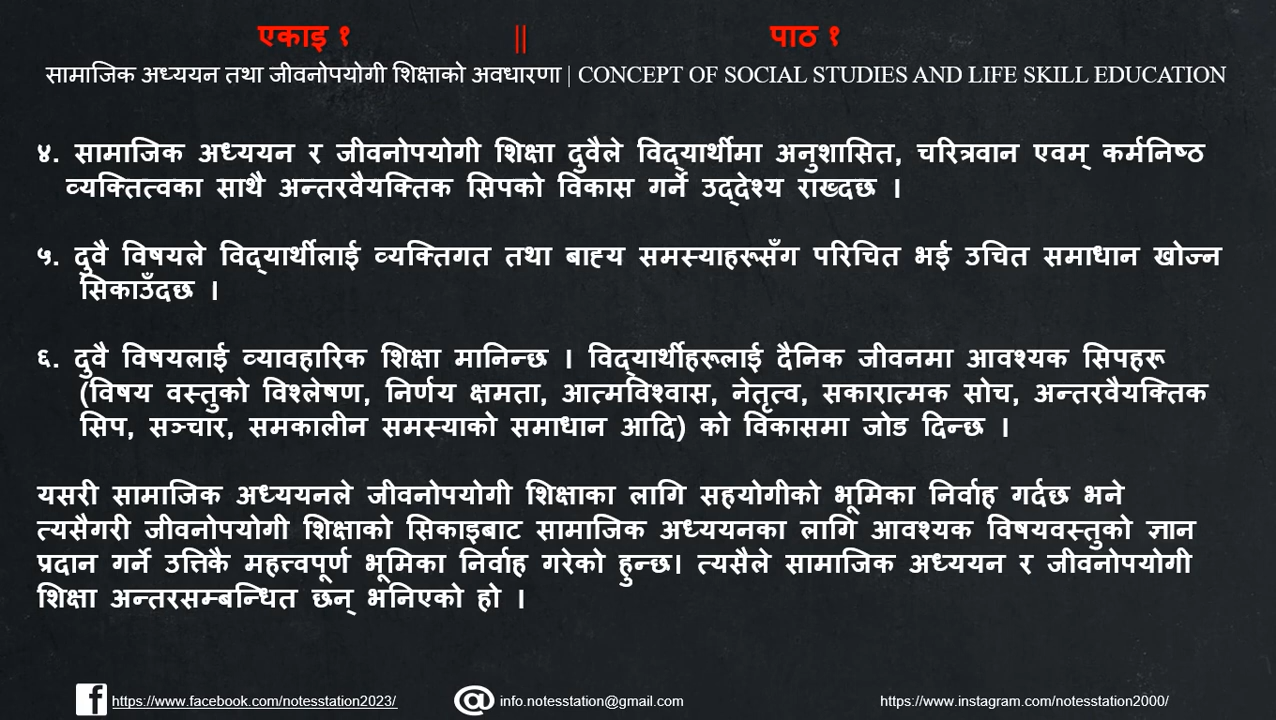 एकाइ १ || पाठ १
सामाजिक अध्ययन तथा जीवनोपयोगी शिक्षाको अवधारणा | CONCEPT OF SOCIAL STUDIES AND LIFE SKILL EDUCATION
४. सामाजिक अध्ययन र जीवनोपयोगी शिक्षा दुवैले विद्यार्थीमा अनुशासित, चरित्रवान एवम् कर्मनिष्ठ
व्यक्तित्वका साथै अन्तरवैयक्तिक सिपको विकास गर्ने उद्देश्य राख्दछ ।
५. दुवै विषयले विद्यार्थीलाई व्यक्तिगत तथा बाह्य समस्याहरूसँग परिचित भई उचित समाधान खोज्न
सिकाउँदछ ।
६. दुवै विषयलाई व्यावहारिक शिक्षा मानिन्छ । विद्यार्थीहरूलाई दैनिक जीवनमा आवश्यक सिपहरू
(विषय वस्तुको विश्लेषण, निर्णय क्षमता, आत्मविश्वास, नेतृत्व, सकारात्मक सोच, अन्तरवैयक्तिक
सिप, सञ्चार, समकालीन समस्याको समाधान आदि) को विकासमा जोड दिन्छ ।
यसरी सामाजिक अध्ययनले जीवनोपयोगी शिक्षाका लागि सहयोगीको भूमिका निर्वाह गर्दछ भने
त्यसैगरी जीवनोपयोगी शिक्षाको सिकाइबाट सामाजिक अध्ययनका लागि आवश्यक विषयवस्तुको ज्ञान
प्रदान गर्ने उत्तिकै महत्त्वपूर्ण भूमिका निर्वाह गरेको हुन्छ। त्यसैले सामाजिक अध्ययन र जीवनोपयोगी
शिक्षा अन्तरसम्बन्धित छन् भनिएको हो ।
https://www.facebook.com/notesstation2023/ info.notesstation@gmail.com https://www.instagram.com/notesstation2000/